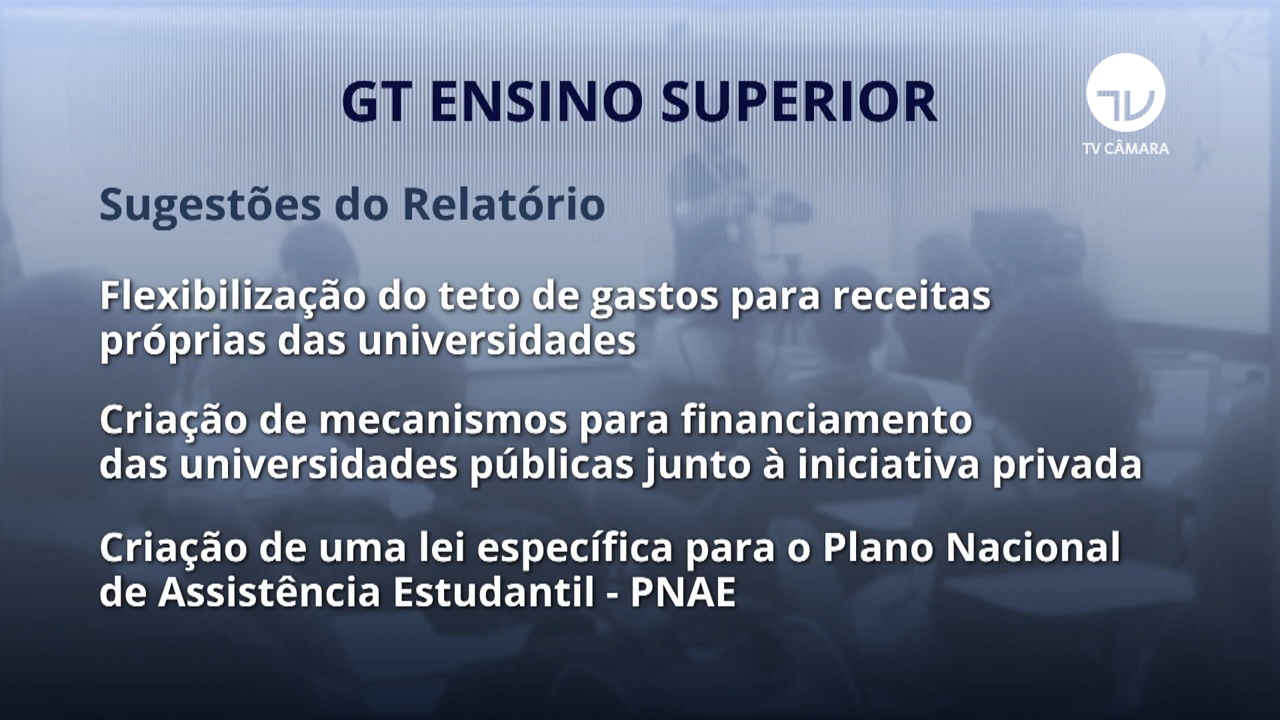 GT ENSINO SUPERIOR
TV CÂMARA
Sugestões do Relatório
Flexibilização do teto de gastos para receitas
próprias das universidades
Criação de mecanismos para financiamento
das universidades públicas junto à iniciativa privada
Criação de uma lei específica para o Plano Nacional
de Assistência Estudantil - PNAE